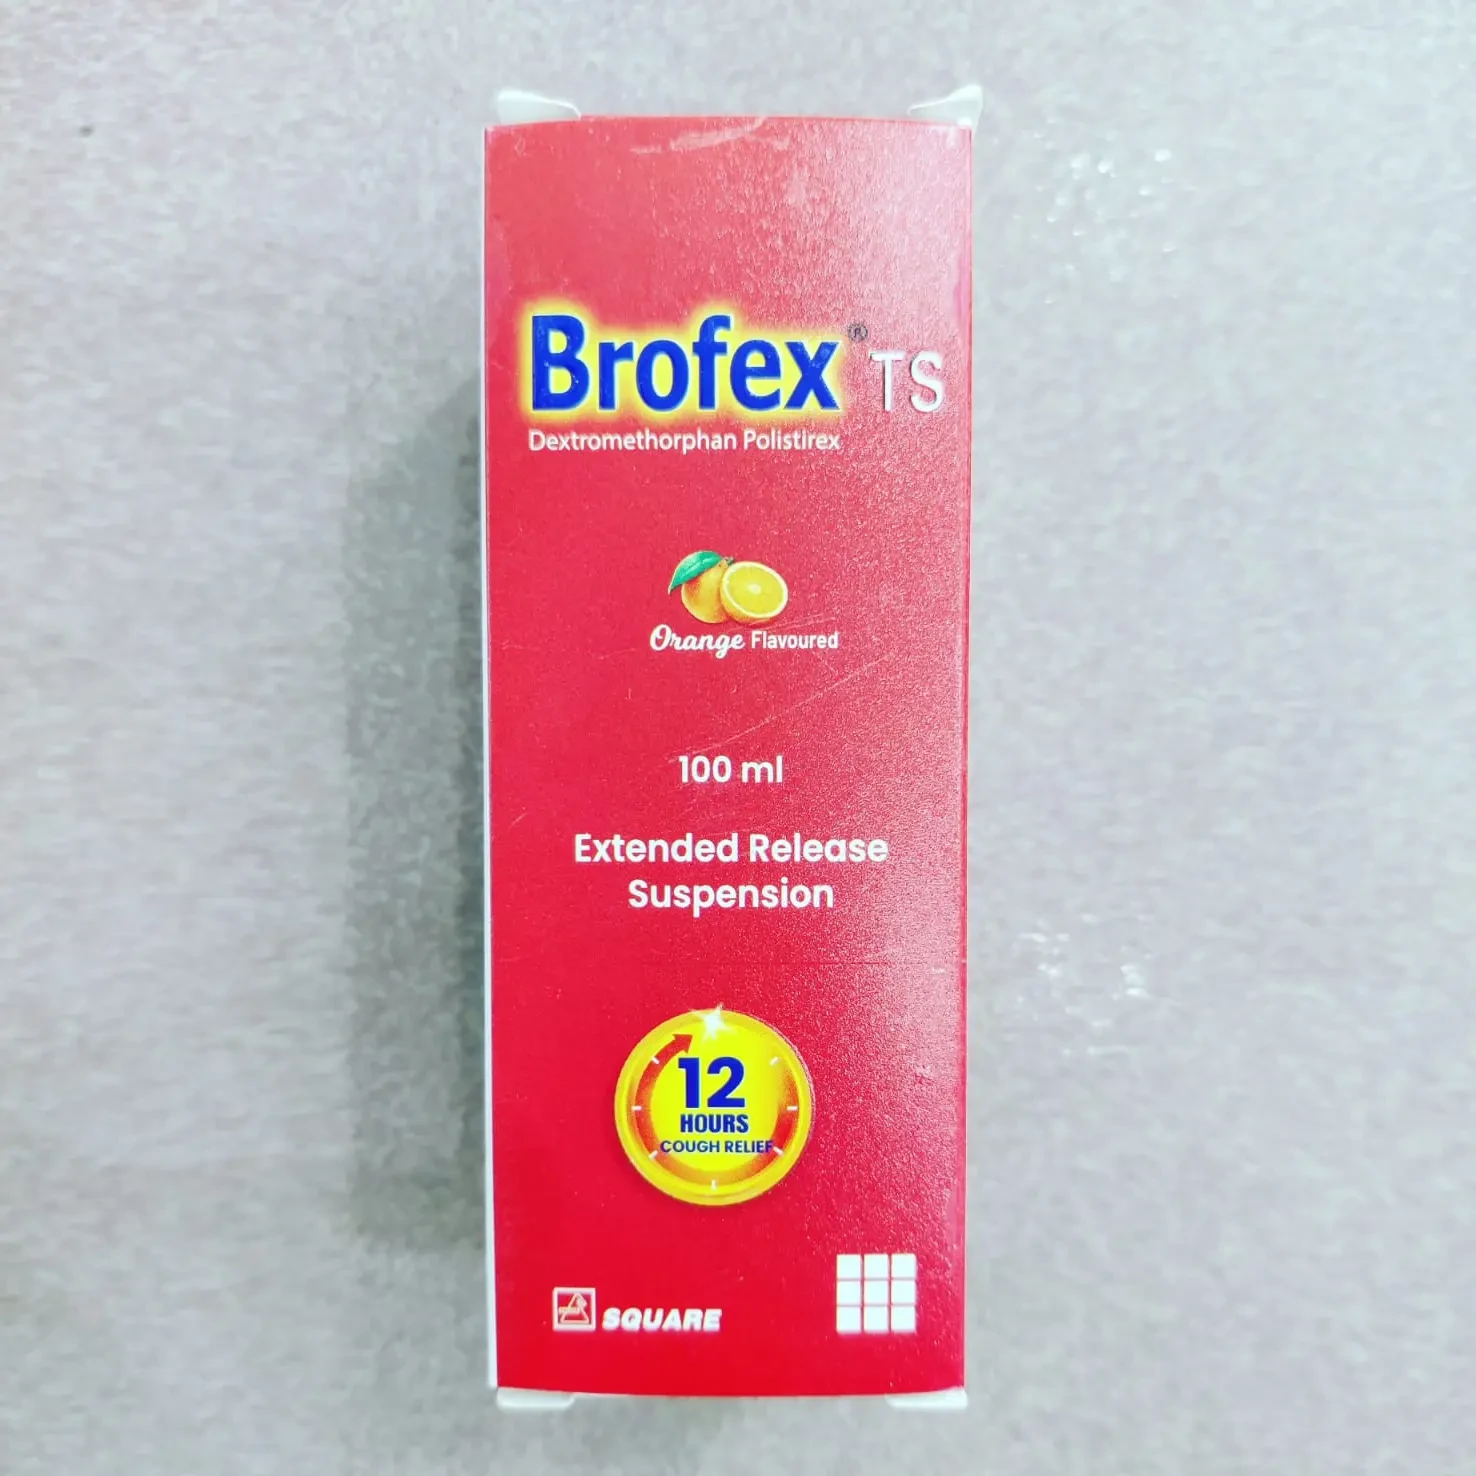 Brofex® TS
Dextromethorphan Polistirex
Orange Flavoured
100 ml
Extended Release
Suspension
12
HOURS
COUGH RELIEF
SQUARE